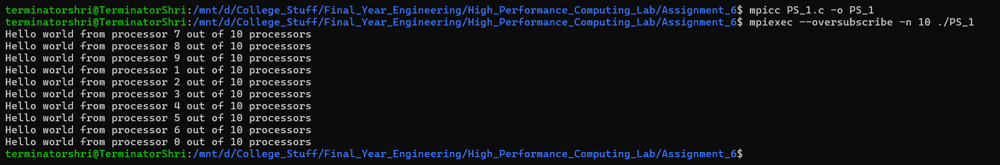 terminatorshri@TerminatorShri:/mnt/d/College_Stuff/Final_Year_Engineering/High_Performance_Computing_Lab/Assignment_6$ mpicc PS_1.c -o PS_1
terminatorshri@TerminatorShri:/mnt/d/College_Stuff/Final_Year_Engineering/High_Performance_Computing_Lab/Assignment_6$ mpiexec --oversubscribe -n 10 ./PS_1
Hello world from processor 7 out of 10 processors
Hello world from processor 8 out of 10 processors
Hello world from processor 9 out of 10 processors
Hello world from processor 1 out of 10 processors
Hello world from processor 2 out of 10 processors
Hello world from processor 3 out of 10 processors
Hello world from processor 4 out of 10 processors
Hello world from processor 5 out of 10 processors
Hello world from processor 6 out of 10 processors
Hello world from processor 0 out of 10 processors
terminatorshri@TerminatorShri:/mnt/d/College_Stuff/Final_Year_Engineering/High_Performance_Computing_Lab/Assignment_6$